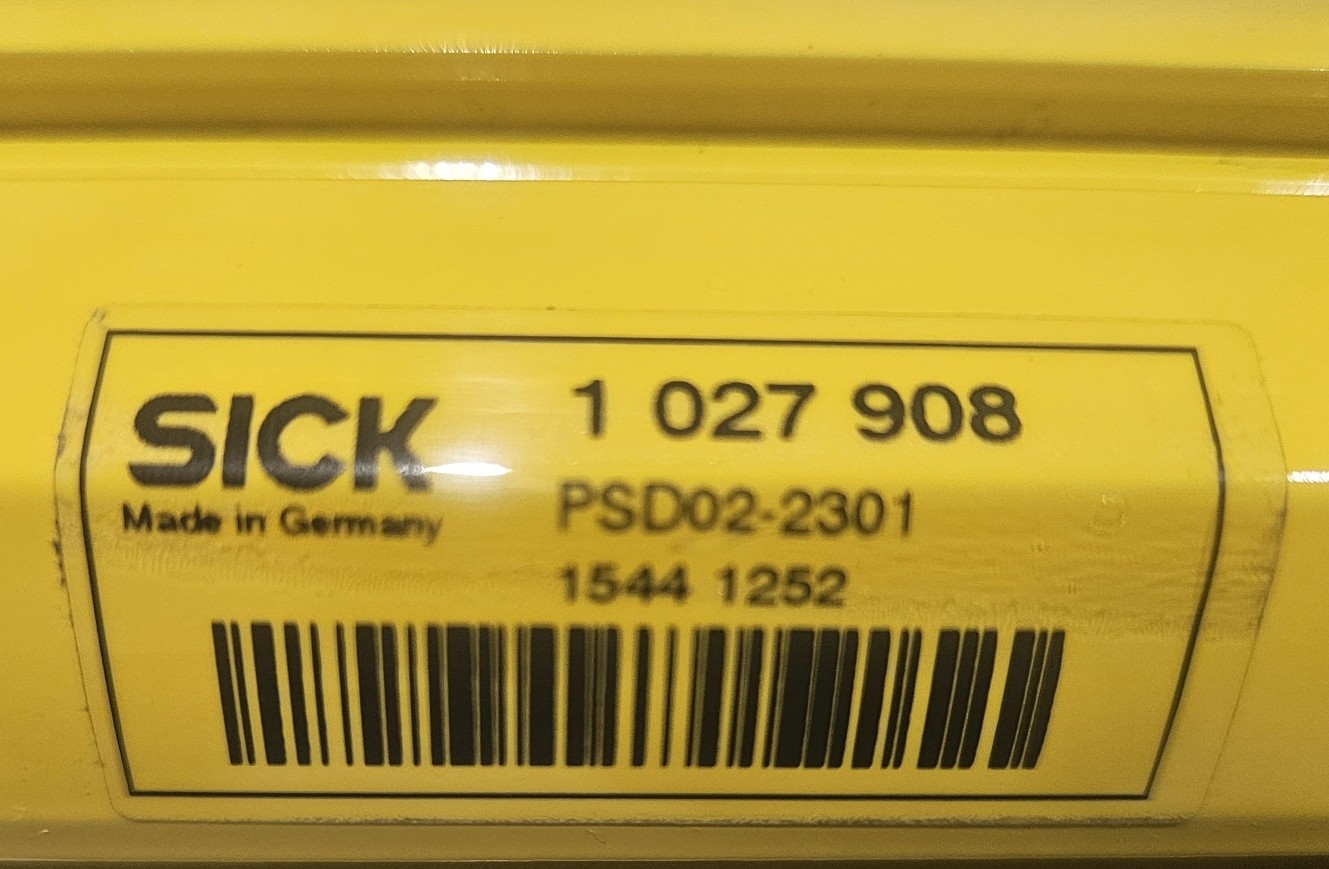 SICK
Made in Germany
1 027 908
PSD02-2301
1544 1252